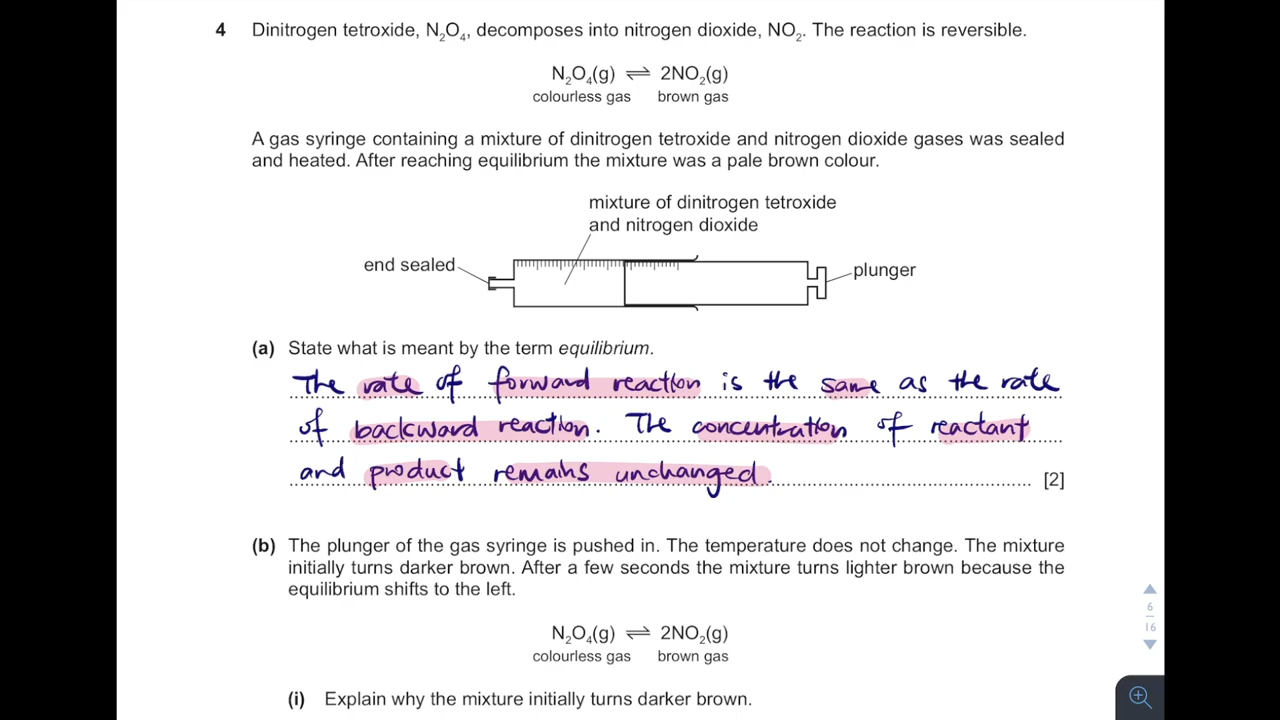 4 Dinitrogen tetroxide, N₂O₄, decomposes into nitrogen dioxide, NO₂. The reaction is reversible.
N₂O₄(g) ⇌ 2NO₂(g)
colourless gas brown gas
A gas syringe containing a mixture of dinitrogen tetroxide and nitrogen dioxide gases was sealed
and heated. After reaching equilibrium the mixture was a pale brown colour.
mixture of dinitrogen tetroxide
and nitrogen dioxide
end sealed
plunger
(a) State what is meant by the term equilibrium.
The rate of forward reaction is the same as the rate
of backward reaction. The concentration of reactant
and product remains unchanged. [2]
(b) The plunger of the gas syringe is pushed in. The temperature does not change. The mixture
initially turns darker brown. After a few seconds the mixture turns lighter brown because the
equilibrium shifts to the left.
N₂O₄(g) ⇌ 2NO₂(g)
colourless gas brown gas
(i) Explain why the mixture initially turns darker brown.
6
16